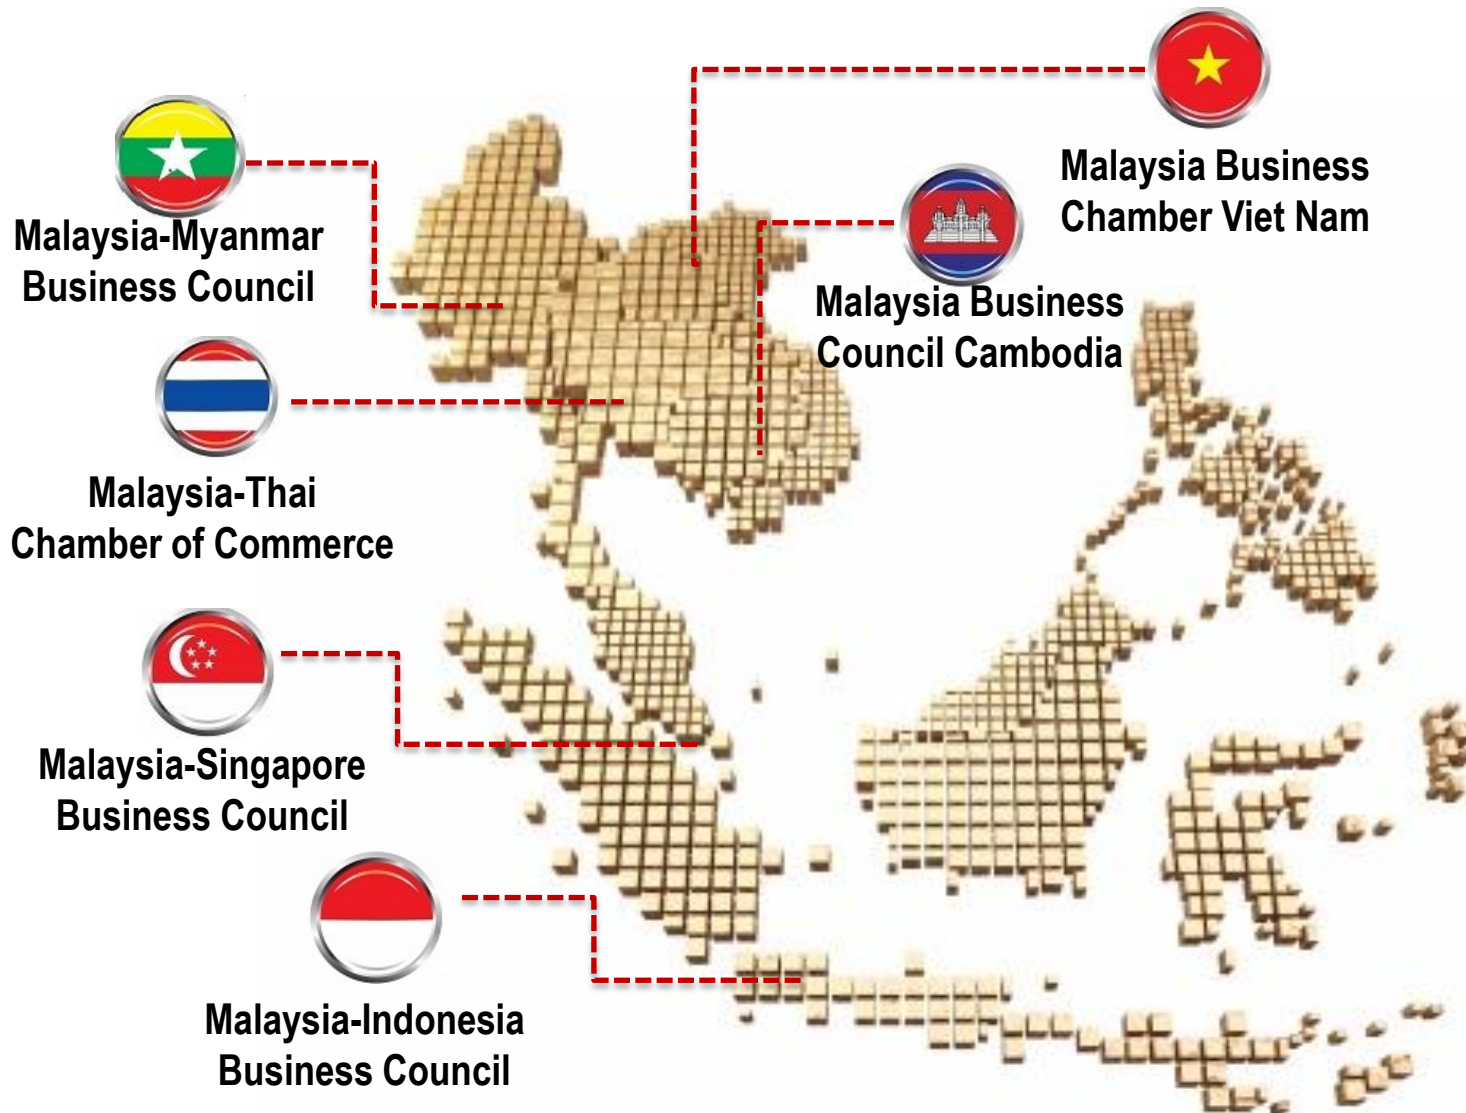 Malaysia Business
Chamber Viet Nam
Malaysia-Myanmar
Business Council
Malaysia Business
Council Cambodia
Malaysia-Thai
Chamber of Commerce
Malaysia-Singapore
Business Council
Malaysia-Indonesia
Business Council